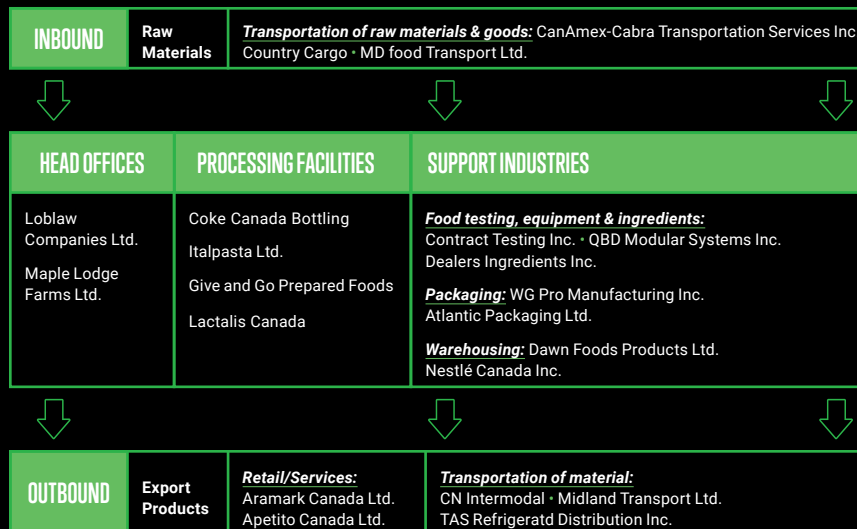 INBOUND
Raw
Materials
Transportation of raw materials & goods: CanAmex-Cabra Transportation Services Inc
Country Cargo • MD food Transport Ltd.
HEAD OFFICES
PROCESSING FACILITIES
SUPPORT INDUSTRIES
Loblaw
Companies Ltd.
Maple Lodge
Farms Ltd.
Coke Canada Bottling
Italpasta Ltd.
Give and Go Prepared Foods
Lactalis Canada
Food testing, equipment & ingredients:
Contract Testing Inc. • QBD Modular Systems Inc.
Dealers Ingredients Inc.
Packaging: WG Pro Manufacturing Inc.
Atlantic Packaging Ltd.
Warehousing: Dawn Foods Products Ltd.
Nestlé Canada Inc.
OUTBOUND
Export
Products
Retail/Services:
Aramark Canada Ltd.
Apetito Canada Ltd.
Transportation of material:
CN Intermodal • Midland Transport Ltd.
TAS Refrigeratd Distribution Inc.